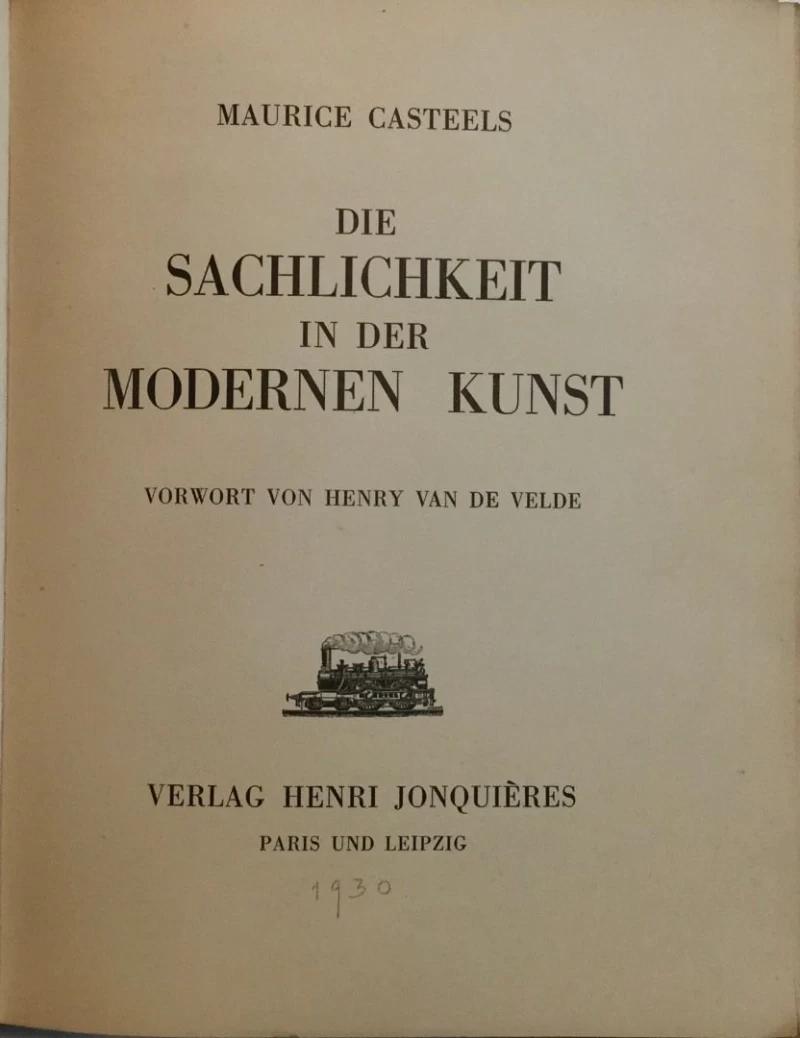 MAURICE CASTEELS
DIE
SACHLICHKEIT
IN DER
MODERNEN KUNST
VORWORT VON HENRY VAN DE VELDE
VERLAG HENRI JONQUIÈRES
PARIS UND LEIPZIG
1930